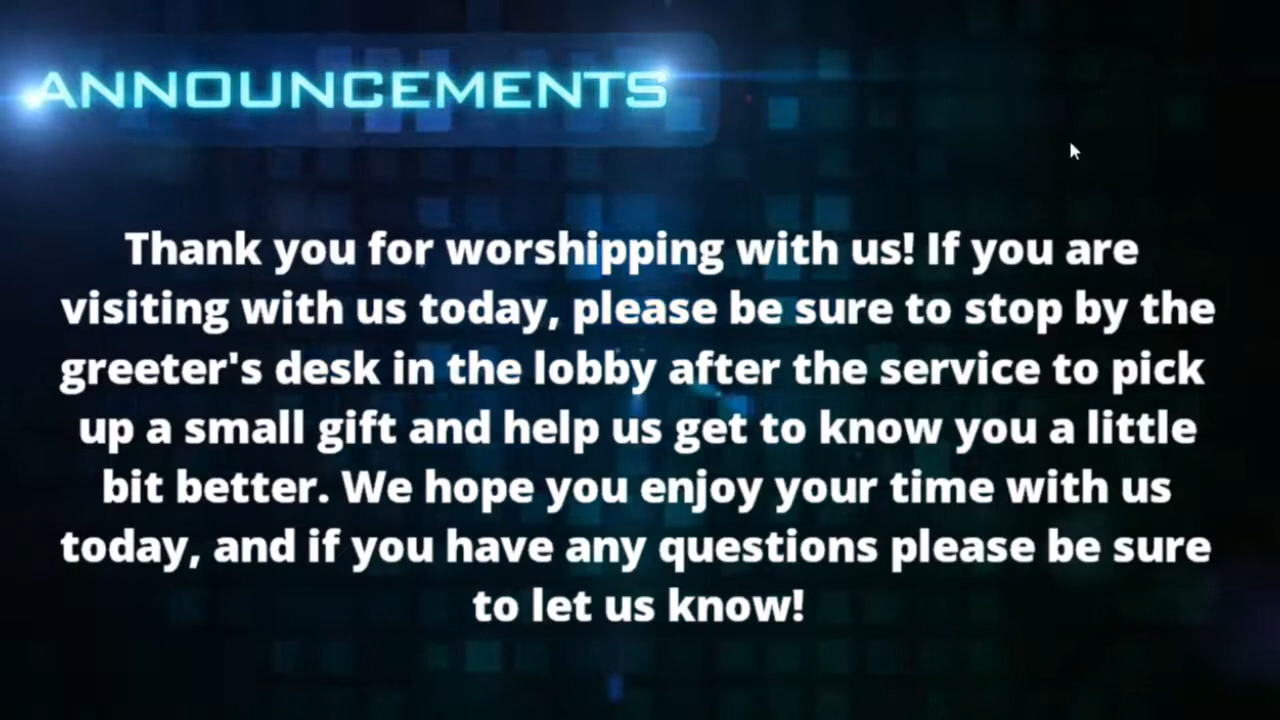 ANNOUNCEMENTS
Thank you for worshipping with us! If you are
visiting with us today, please be sure to stop by the
greeter's desk in the lobby after the service to pick
up a small gift and help us get to know you a little
bit better. We hope you enjoy your time with us
today, and if you have any questions please be sure
to let us know!